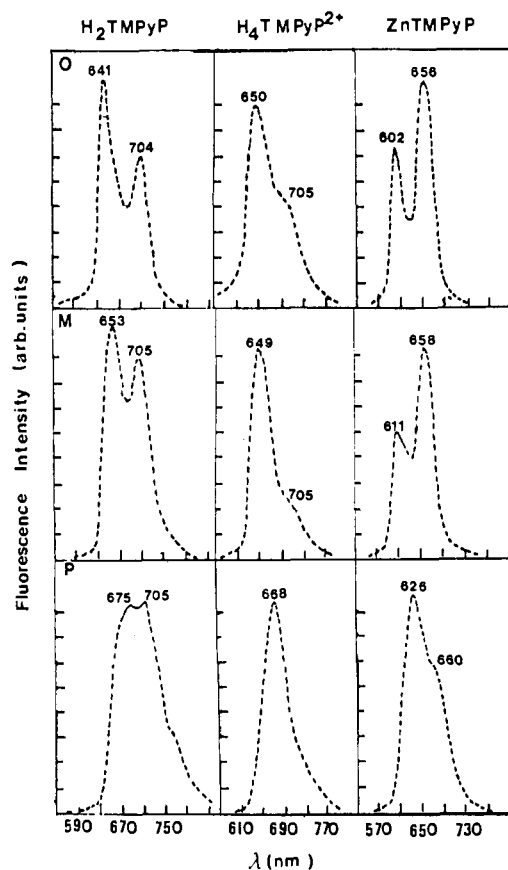 H2TMPyP H4TMPyP2+ ZnTMPyP
O
641
704
650
705
602
656
M
653
705
649
705
611
658
P
675
705
668
626
660
590 670 750 610 690 770 570 650 730
λ(nm)
Fluorescence Intensity (arb.units)